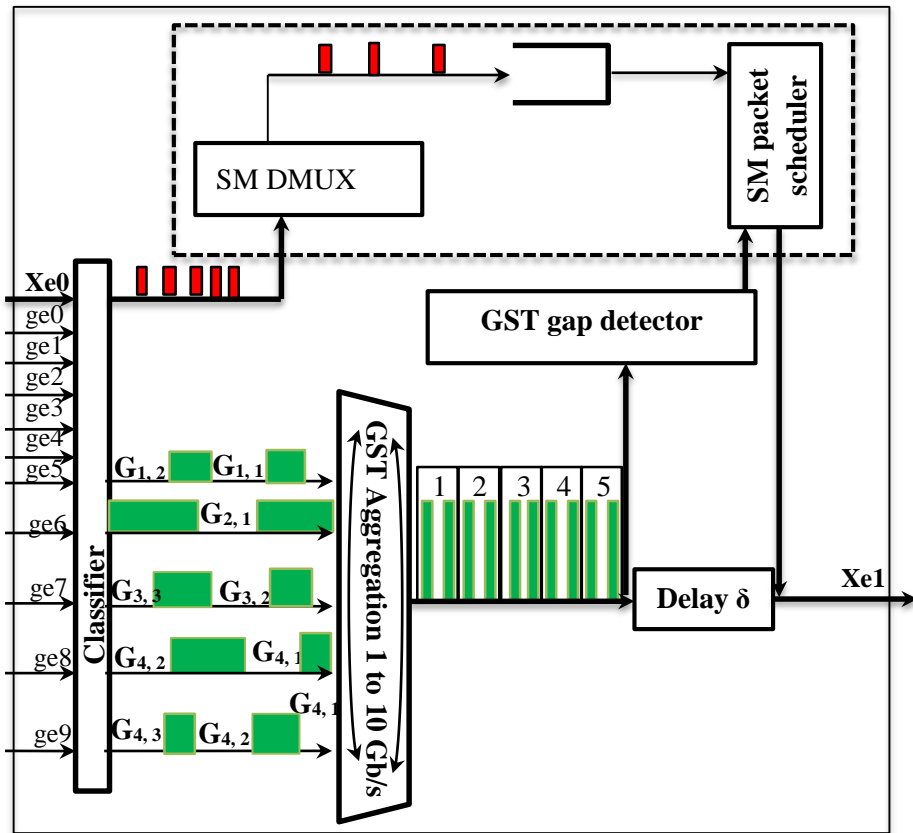 SM DMUX
SM packet
scheduler
Xe0
ge0
ge1
ge2
ge3
ge4
ge5
ge6
ge7
ge8
ge9
Classifier
GST gap detector
G1, 2
G1, 1
G2, 1
G3, 3
G3, 2
G4, 2
G4, 1
G4, 1
G4, 3
G4, 2
GST Aggregation 1 to 10 Gb/s
1 2 3 4 5
Delay δ
Xe1